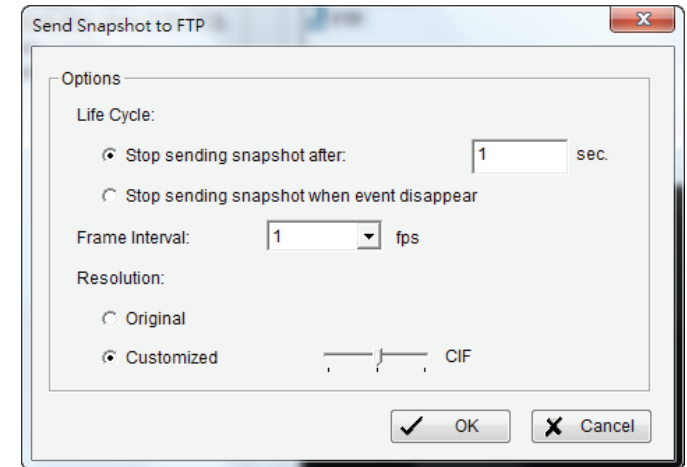 Send Snapshot to FTP
Options
Life Cycle:
Stop sending snapshot after: 1 sec.
Stop sending snapshot when event disappear
Frame Interval: 1 fps
Resolution:
Original
Customized CIF
OK Cancel